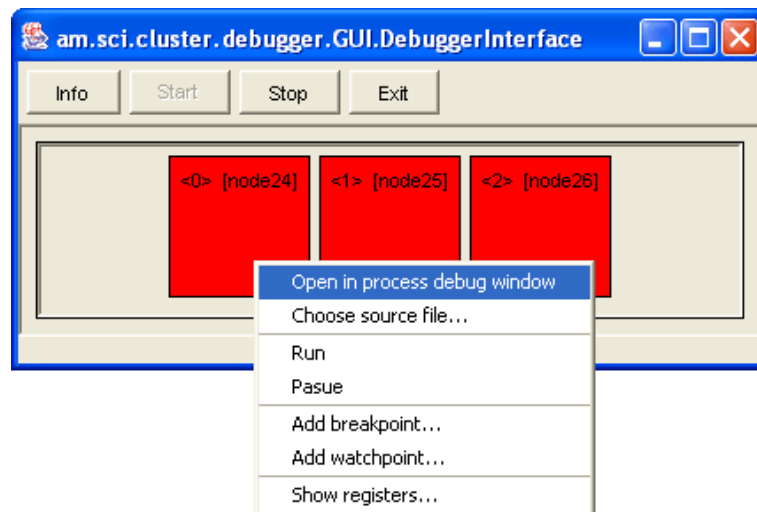 am.sci.cluster.debugger.GUI.DebuggerInterface
Info Start Stop Exit
<0> [node24] <1> [node25] <2> [node26]
Open in process debug window
Choose source file...
Run
Pasue
Add breakpoint...
Add watchpoint...
Show registers...